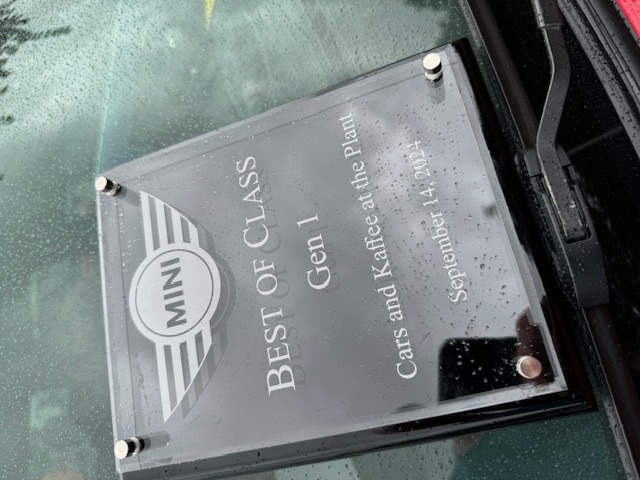 MINI
BEST OF CLASS
Gen 1
Cars and Kaffee at the Plant
September 14, 2024